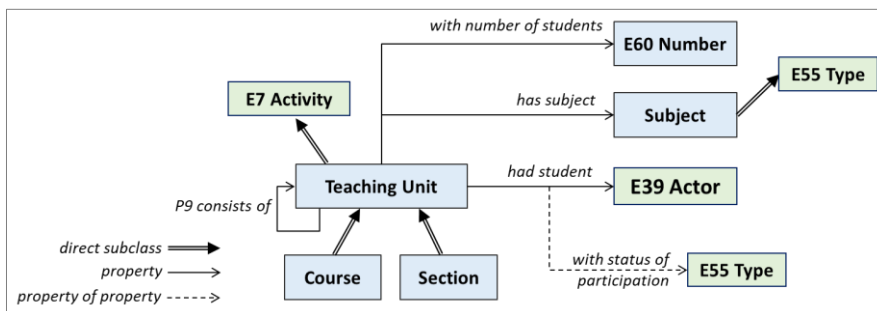 with number of students
E60 Number
E55 Type
E7 Activity
has subject
Subject
had student
Teaching Unit
E39 Actor
P9 consists of
direct subclass
property
property of property
Course
Section
with status of
participation
E55 Type